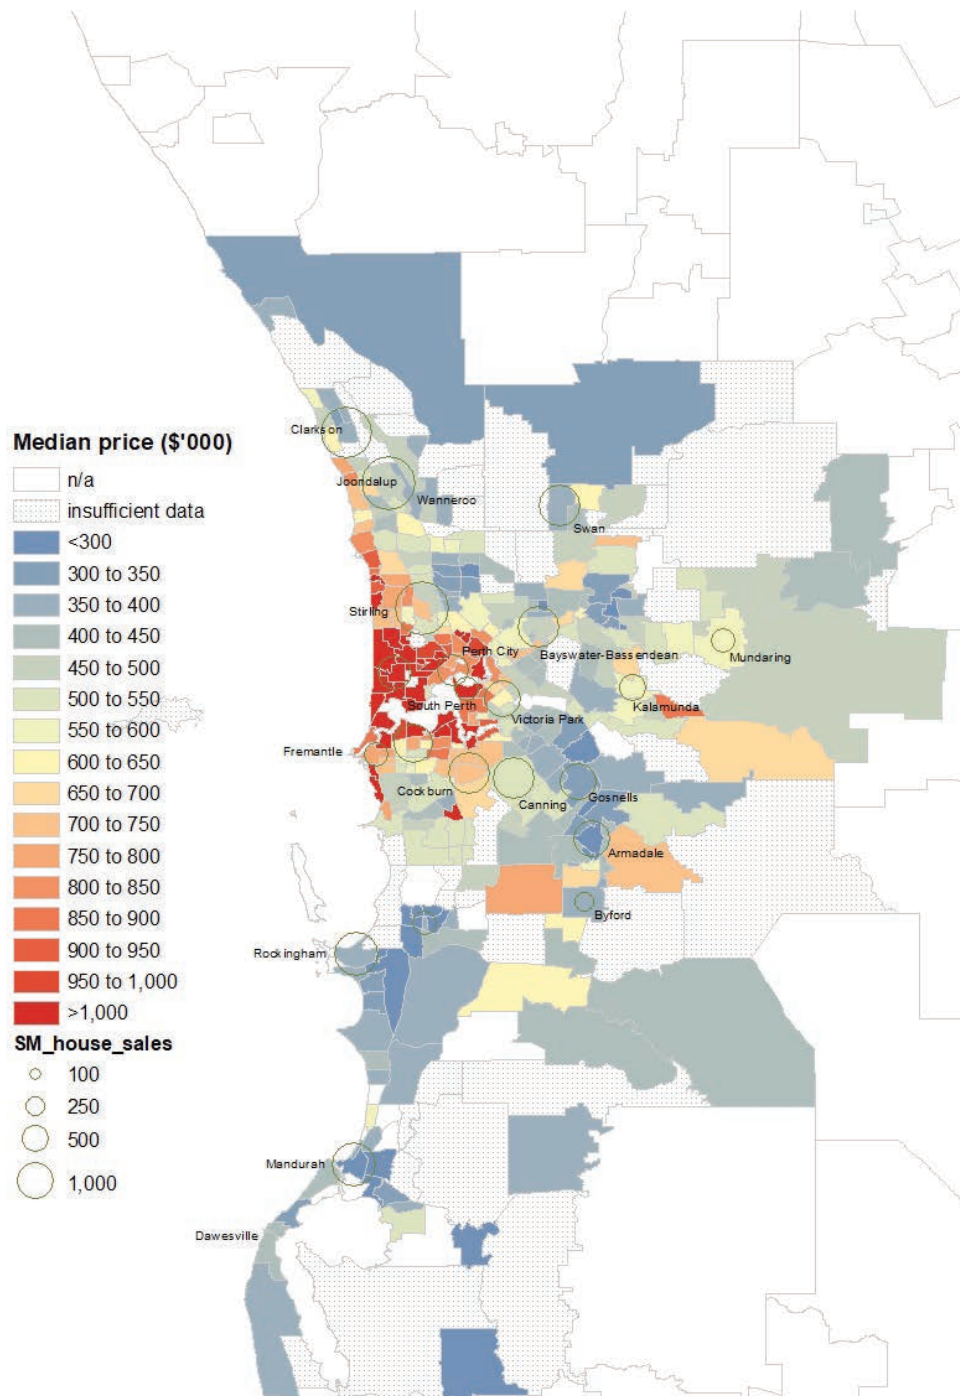 Clarkson
Median price ($'000)
n/a
insufficient data
<300
300 to 350
350 to 400
400 to 450
450 to 500
500 to 550
550 to 600
600 to 650
650 to 700
700 to 750
750 to 800
800 to 850
850 to 900
900 to 950
950 to 1,000
>1,000
SM_house_sales
100
250
500
1,000
Joondalup
Wanneroo
Swan
Stirling
Perth City
Bayswater-Bassendean
Mundaring
South Perth
Kalamunda
Victoria Park
Fremantle
Cockburn
Canning
Gosnells
Armadale
Byford
Rockingham
Mandurah
Dawesville